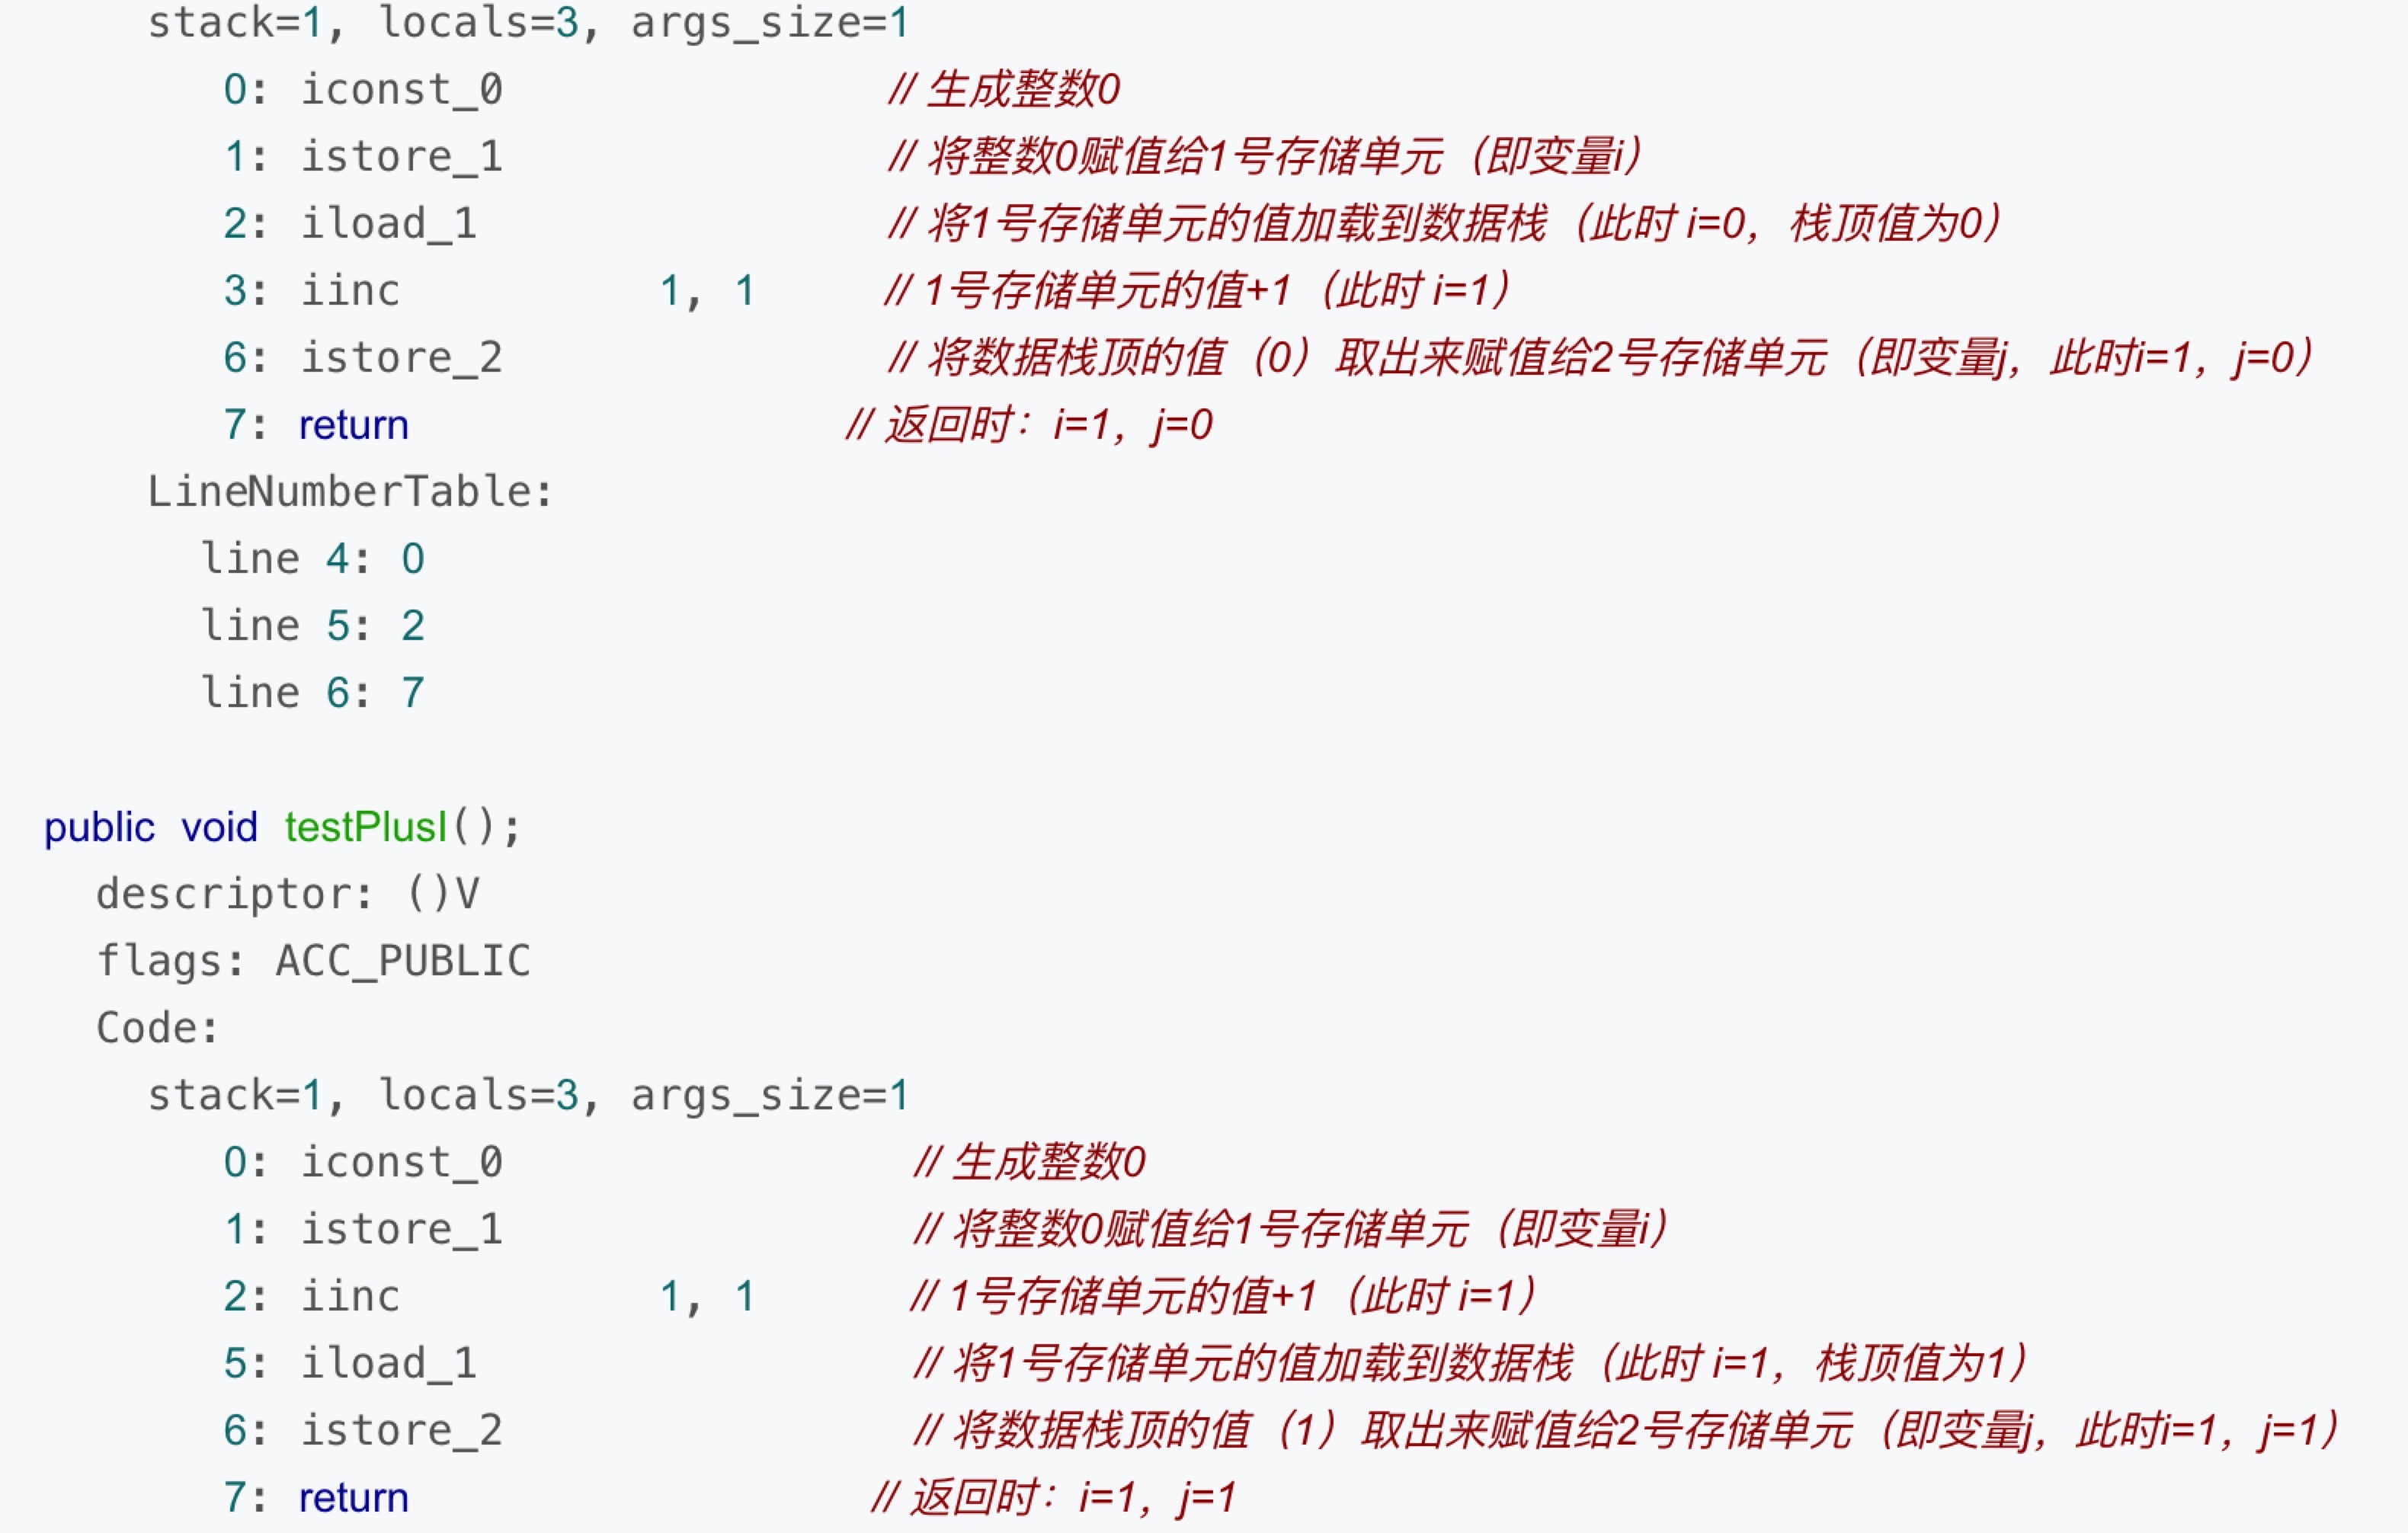 stack=1, locals=3, args_size=1
0: iconst_0 // 生成整数0
1: istore_1 // 将整数0赋值给1号存储单元（即变量i）
2: iload_1 // 将1号存储单元的值加载到数据栈（此时 i=0，栈顶值为0）
3: iinc 1, 1 // 1号存储单元的值+1（此时 i=1）
6: istore_2 // 将数据栈顶的值（0）取出来赋值给2号存储单元（即变量j，此时i=1，j=0）
7: return // 返回时：i=1，j=0
LineNumberTable:
line 4: 0
line 5: 2
line 6: 7
public void testPlusI();
descriptor: ()V
flags: ACC_PUBLIC
Code:
stack=1, locals=3, args_size=1
0: iconst_0 // 生成整数0
1: istore_1 // 将整数0赋值给1号存储单元（即变量i）
2: iinc 1, 1 // 1号存储单元的值+1（此时 i=1）
5: iload_1 // 将1号存储单元的值加载到数据栈（此时 i=1，栈顶值为1）
6: istore_2 // 将数据栈顶的值（1）取出来赋值给2号存储单元（即变量j，此时i=1，j=1）
7: return // 返回时：i=1，j=1